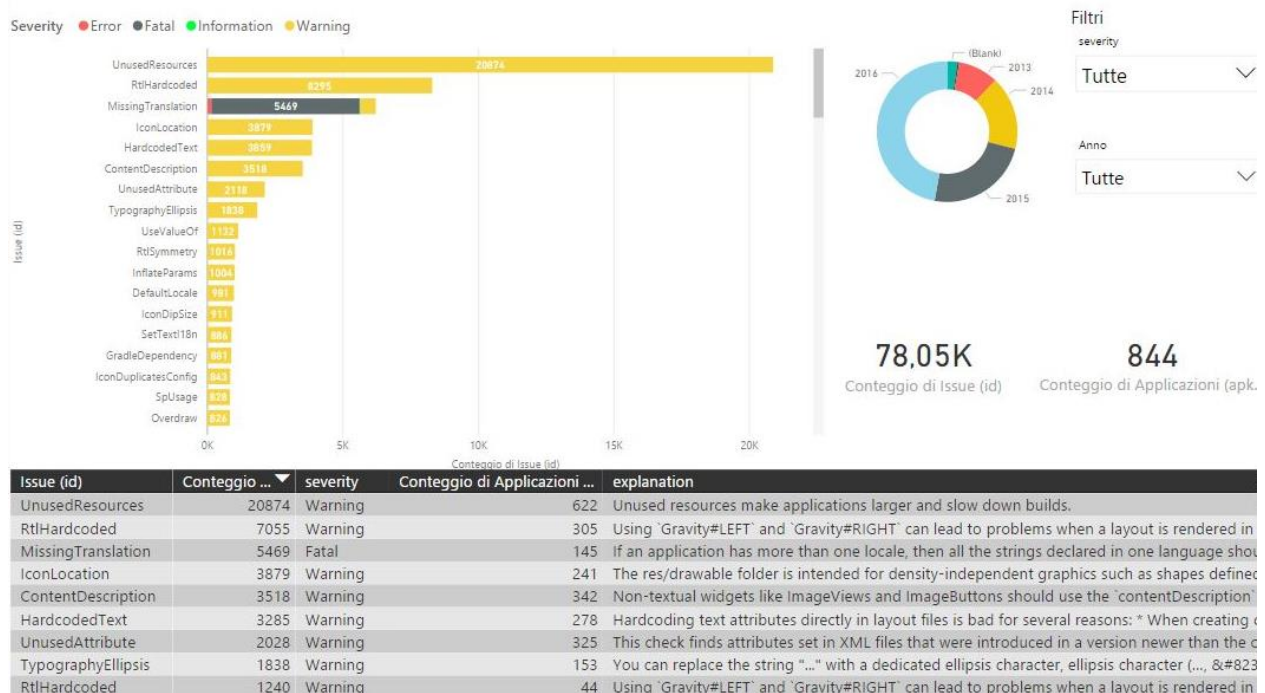 Severity Error Fatal Information Warning
Issue (id)
UnusedResources 20874
RtlHardcoded 8295
MissingTranslation 5469
IconLocation 3879
HardcodedText 3859
ContentDescription 3518
UnusedAttribute 2118
TypographyEllipsis 1838
UseValueOf 1132
RtlSymmetry 1016
InflateParams 1004
DefaultLocale 981
IconDipSize 911
SetTextI18n 886
GradleDependency 881
IconDuplicatesConfig 843
SpUsage 828
Overdraw 826
0K 5K 10K 15K 20K
Conteggio di Issue (id)
(Blank)
2013
2014
2015
2016
Filtri
severity
Tutte
Anno
Tutte
78,05K
Conteggio di Issue (id)
844
Conteggio di Applicazioni (apk.
Issue (id) Conteggio ... severity Conteggio di Applicazioni ... explanation
UnusedResources 20874 Warning 622 Unused resources make applications larger and slow down builds.
RtlHardcoded 7055 Warning 305 Using `Gravity#LEFT` and `Gravity#RIGHT` can lead to problems when a layout is rendered in
MissingTranslation 5469 Fatal 145 If an application has more than one locale, then all the strings declared in one language shou
IconLocation 3879 Warning 241 The res/drawable folder is intended for density-independent graphics such as shapes defined
ContentDescription 3518 Warning 342 Non-textual widgets like ImageViews and ImageButtons should use the `contentDescription`
HardcodedText 3285 Warning 278 Hardcoding text attributes directly in layout files is bad for several reasons: * When creating
UnusedAttribute 2028 Warning 325 This check finds attributes set in XML files that were introduced in a version newer than the
TypographyEllipsis 1838 Warning 153 You can replace the string "..." with a dedicated ellipsis character, ellipsis character (..., &#823
RtlHardcoded 1240 Warning 44 Using `Gravity#LEFT` and `Gravity#RIGHT` can lead to problems when a layout is rendered in